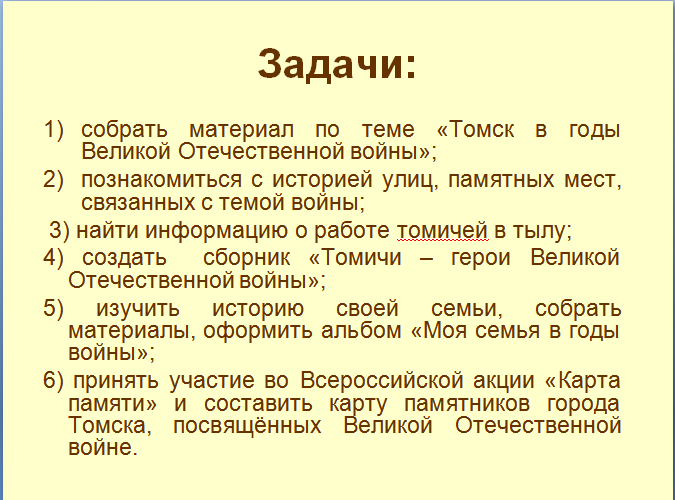 Задачи:
1) собрать материал по теме «Томск в годы
Великой Отечественной войны»;
2) познакомиться с историей улиц, памятных мест,
связанных с темой войны;
3) найти информацию о работе томичей в тылу;
4) создать сборник «Томичи – герои Великой
Отечественной войны»;
5) изучить историю своей семьи, собрать
материалы, оформить альбом «Моя семья в годы
войны»;
6) принять участие во Всероссийской акции «Карта
памяти» и составить карту памятников города
Томска, посвящённых Великой Отечественной
войне.